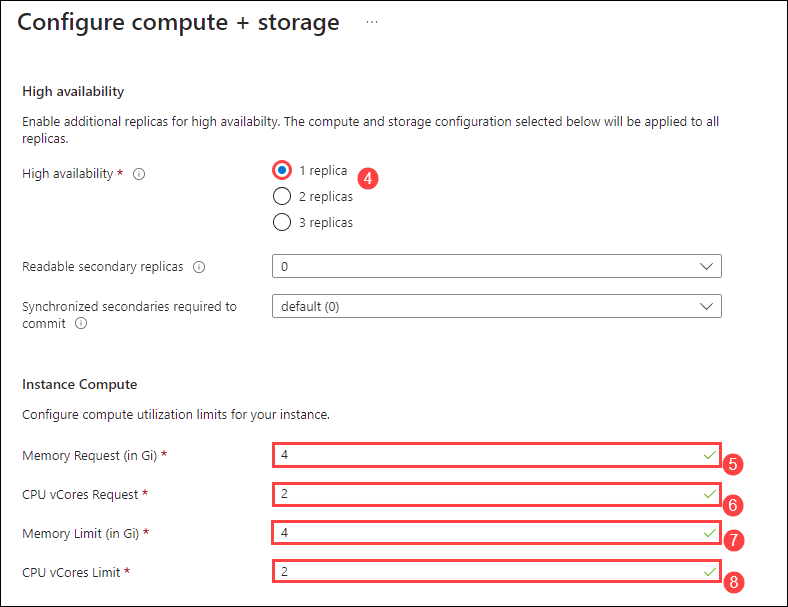 Configure compute + storage ...
High availability
Enable additional replicas for high availabilty. The compute and storage configuration selected below will be applied to all
replicas.
High availability *
1 replica 4
2 replicas
3 replicas
Readable secondary replicas
0
Synchronized secondaries required to
commit
default (0)
Instance Compute
Configure compute utilization limits for your instance.
Memory Request (in Gi) *
4
5
CPU vCores Request *
2
6
Memory Limit (in Gi) *
4
7
CPU vCores Limit *
2
8